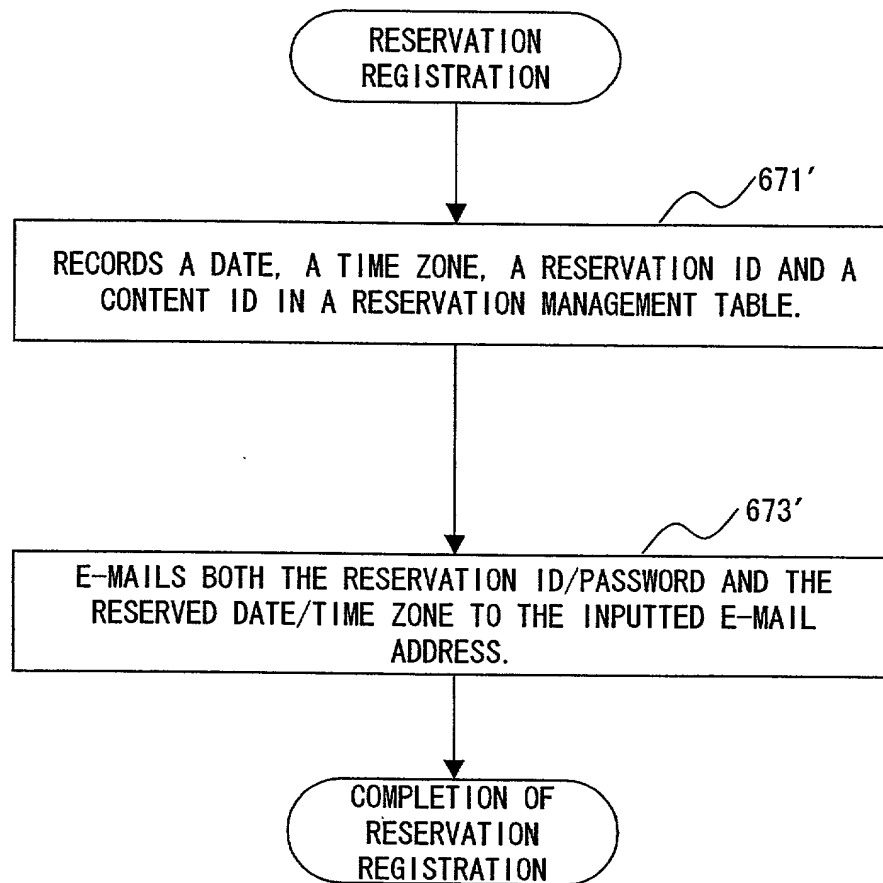 RESERVATION
REGISTRATION
671′
RECORDS A DATE, A TIME ZONE, A RESERVATION ID AND A
CONTENT ID IN A RESERVATION MANAGEMENT TABLE.
673′
E-MAILS BOTH THE RESERVATION ID/PASSWORD AND THE
RESERVED DATE/TIME ZONE TO THE INPUTTED E-MAIL
ADDRESS.
COMPLETION OF
RESERVATION
REGISTRATION